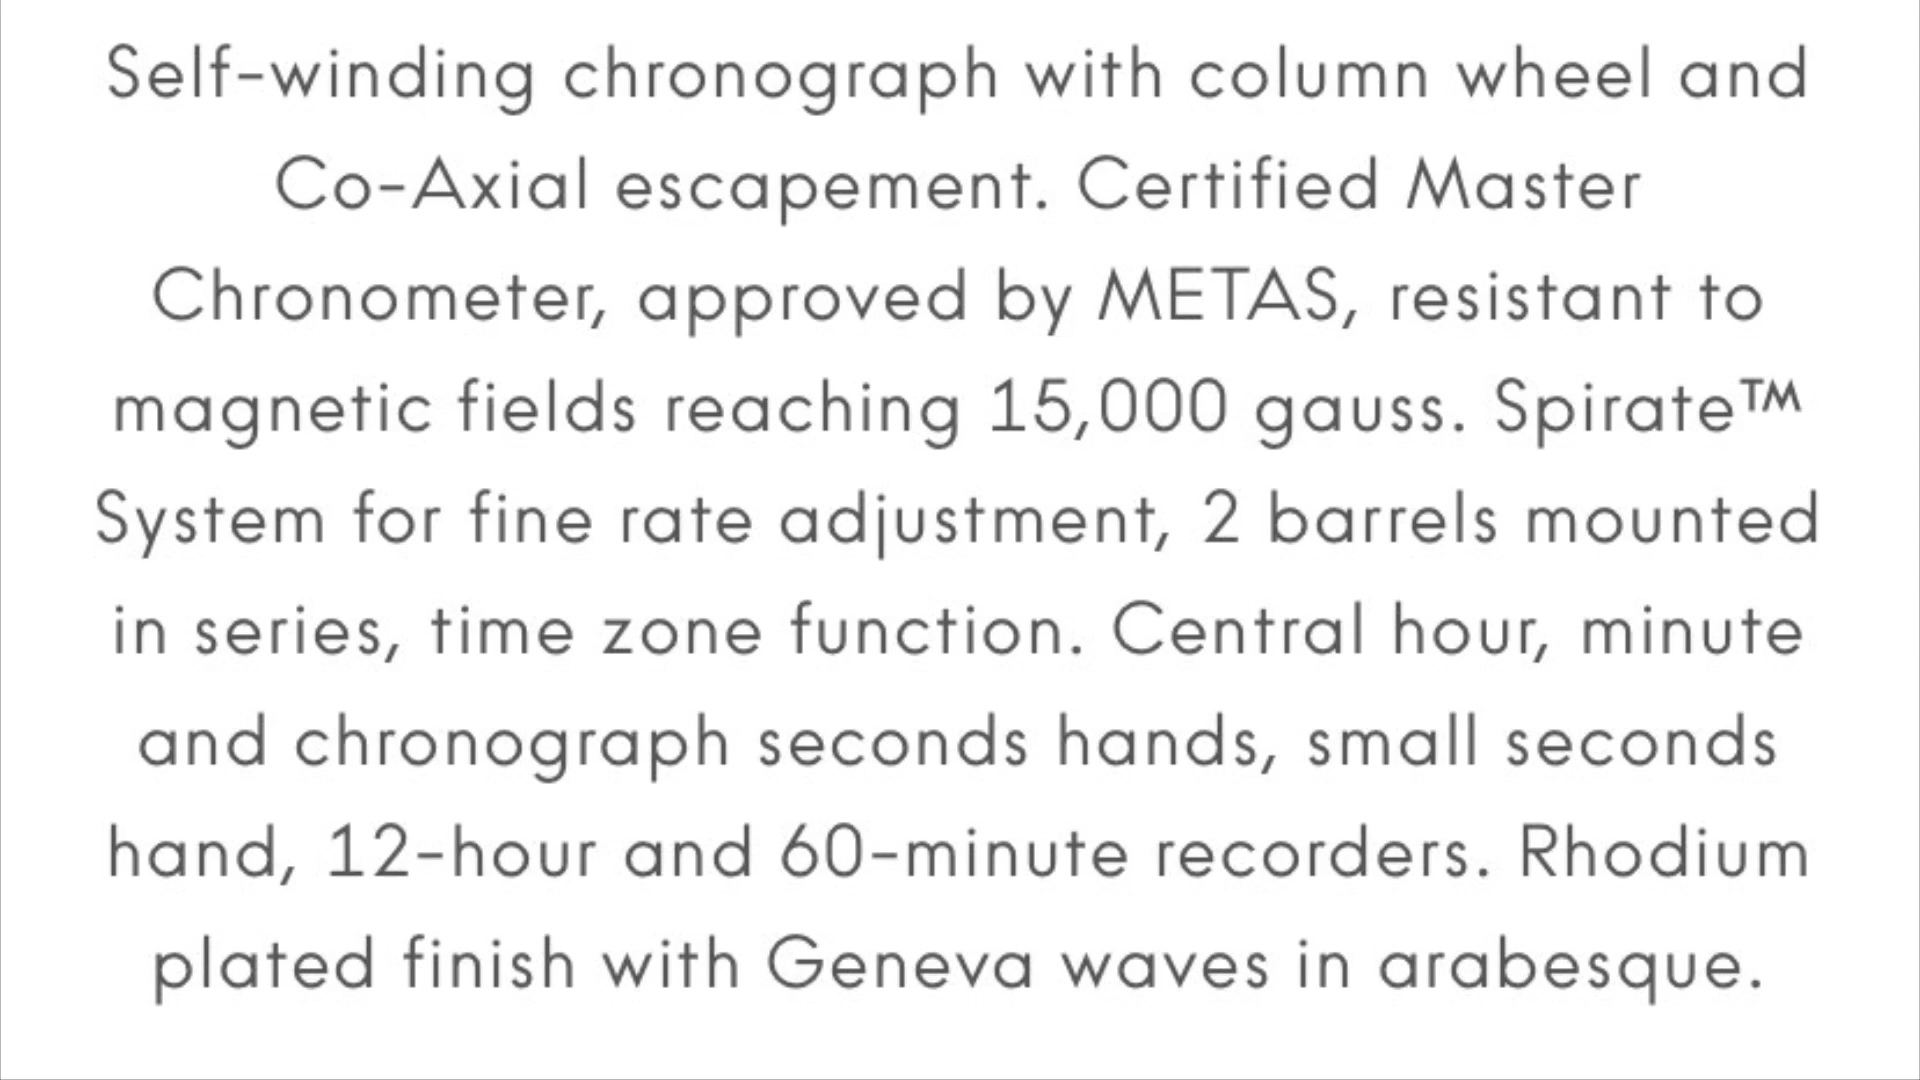 Self-winding chronograph with column wheel and
Co-Axial escapement. Certified Master
Chronometer, approved by METAS, resistant to
magnetic fields reaching 15,000 gauss. Spirate™
System for fine rate adjustment, 2 barrels mounted
in series, time zone function. Central hour, minute
and chronograph seconds hands, small seconds
hand, 12-hour and 60-minute recorders. Rhodium
plated finish with Geneva waves in arabesque.